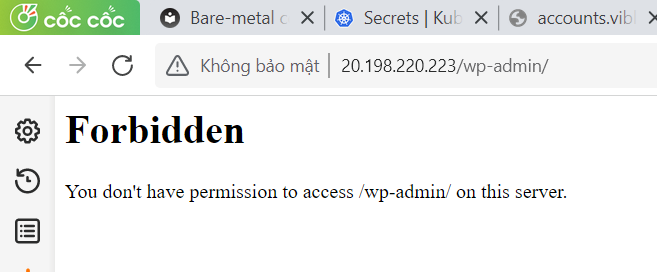 cốc cốc
Bare-metal c
Secrets | Kub
accounts.vib
Không bảo mật
20.198.220.223/wp-admin/
Forbidden
You don't have permission to access /wp-admin/ on this server.